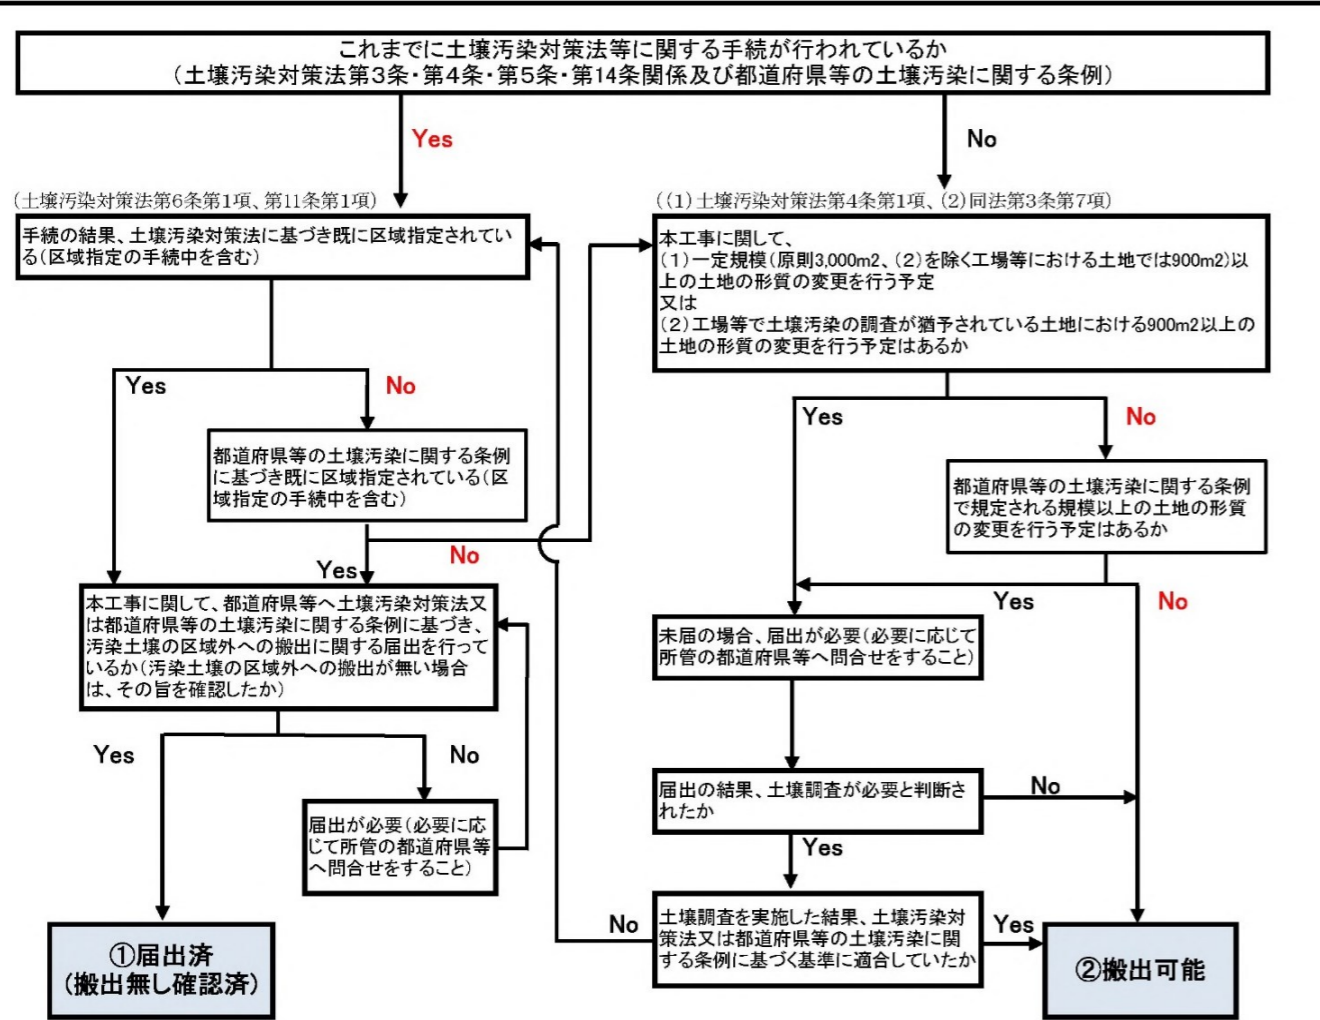 これまでに土壌汚染対策法等に関する手続が行われているか
（土壌汚染対策法第3条・第4条・第5条・第14条関係及び都道府県等の土壌汚染に関する条例）
Yes
No
（土壌汚染対策法第6条第1項、第11条第1項）
手続の結果、土壌汚染対策法に基づき既に区域指定されてい
る（区域指定の手続中を含む）
（（1）土壌汚染対策法第4条第1項、（2）同法第3条第7項）
本工事に関して、
（1）一定規模（原則3,000m2、（2）を除く工場等における土地では900m2）以
上の土地の形質の変更を行う予定
又は
（2）工場等で土壌汚染の調査が猶予されている土地における900m2以上の
土地の形質の変更を行う予定はあるか
Yes
No
Yes
No
都道府県等の土壌汚染に関する条例
に基づき既に区域指定されている（区
域指定の手続中を含む）
都道府県等の土壌汚染に関する条例
で規定される規模以上の土地の形質
の変更を行う予定はあるか
Yes
No
Yes
No
本工事に関して、都道府県等へ土壌汚染対策法又
は都道府県等の土壌汚染に関する条例に基づき、
汚染土壌の区域外への搬出に関する届出を行って
いるか（汚染土壌の区域外への搬出が無い場合
は、その旨を確認したか）
未届の場合、届出が必要（必要に応じて
所管の都道府県等へ問合せをすること）
Yes
No
届出が必要（必要に応
じて所管の都道府県等
へ問合せをすること）
届出の結果、土壌調査が必要と判断さ
れたか
No
Yes
土壌調査を実施した結果、土壌汚染対
策法又は都道府県等の土壌汚染に関
する条例に基づく基準に適合していたか
No
Yes
①届出済
（搬出無し確認済）
②搬出可能